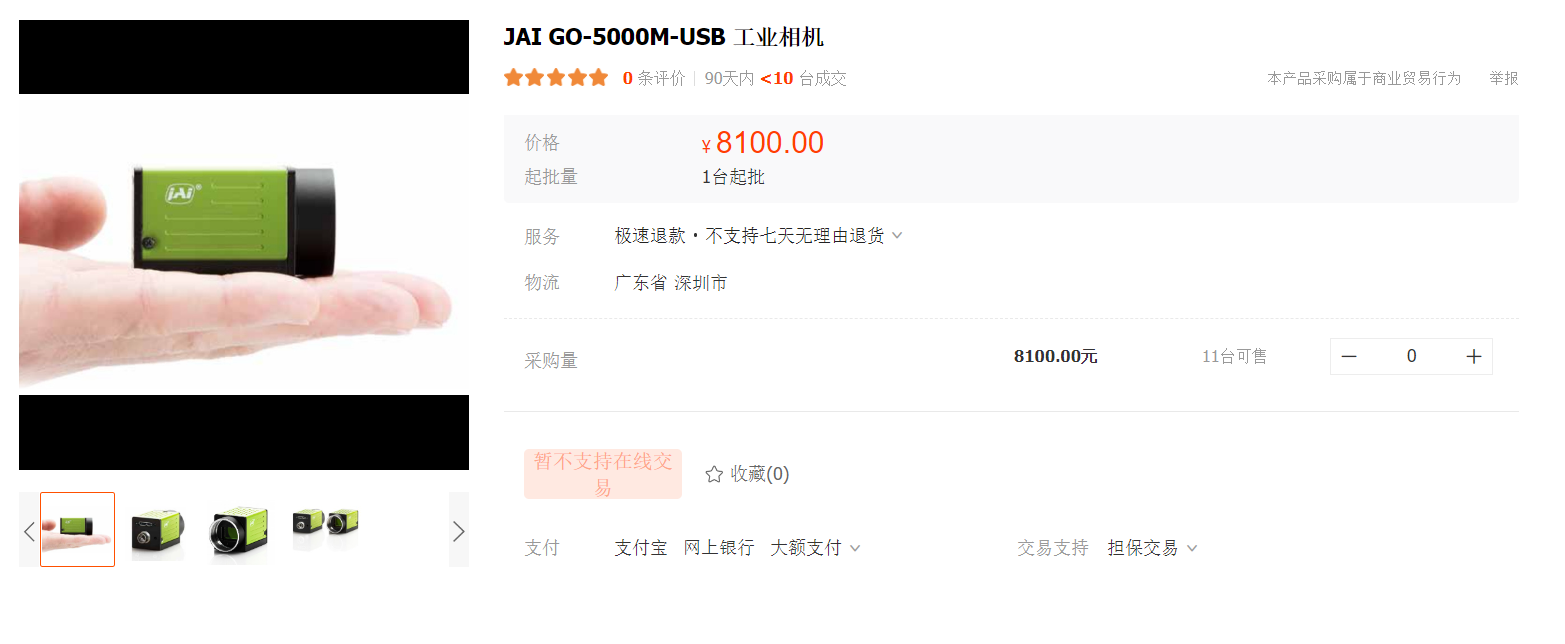 JAI GO-5000M-USB 工业相机
0 条评价 90天内 <10 台成交 本产品采购属于商业贸易行为 举报
价格 ¥ 8100.00
起批量 1台起批
服务 极速退款·不支持七天无理由退货
物流 广东省 深圳市
采购量 8100.00元 11台可售 0
暂不支持在线交
易
收藏(0)
支付 支付宝 网上银行 大额支付 交易支持 担保交易
JAI®